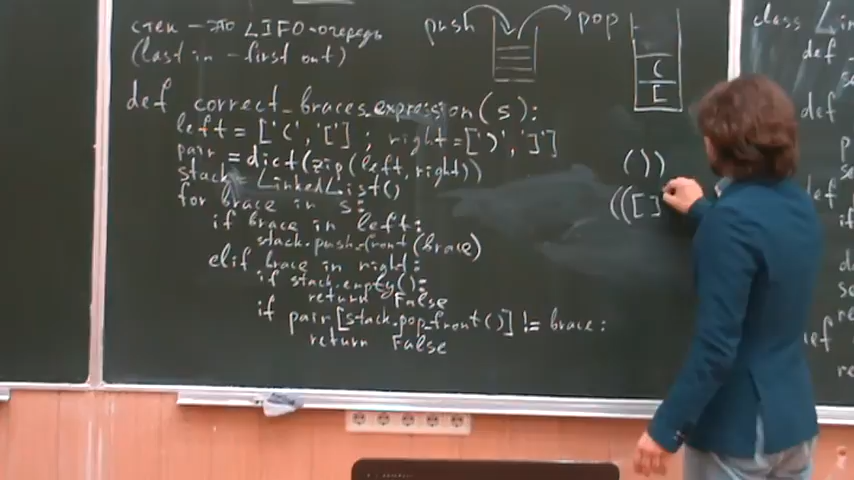 стек - это LIFO-очередь
(last in - first out)
push
pop
(
[
def correct_braces_expression(s):
left = ['(', '[']; right = [')', ']']
pair = dict(zip(left, right))
stack = LinkedList()
for brace in s:
if brace in left:
stack.push_front(brace)
elif brace in right:
if stack.empty():
return False
if pair[stack.pop_front()] != brace:
return False
())
(([]
class
def
def